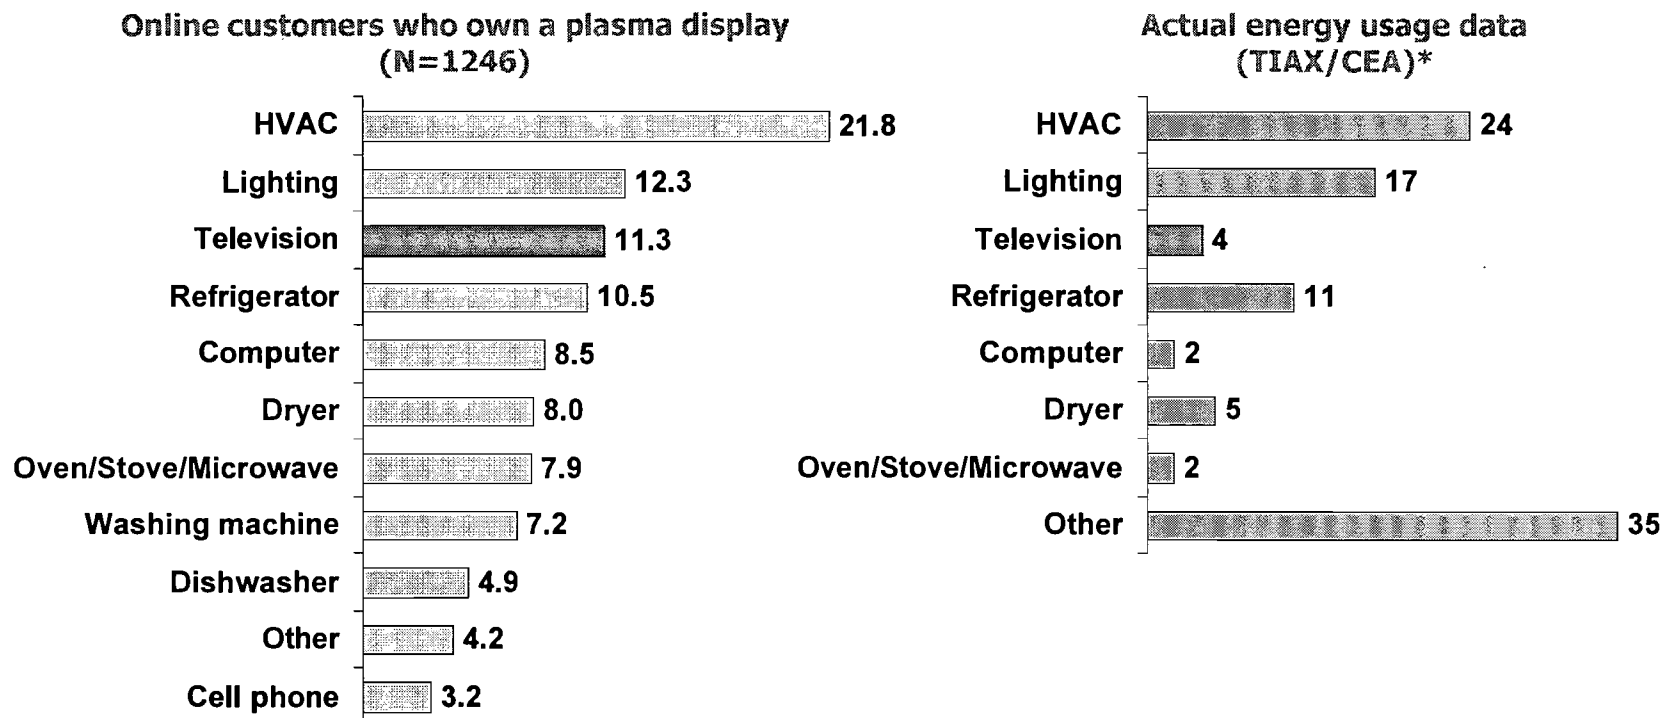 Online customers who own a plasma display
(N=1246)
HVAC 21.8
Lighting 12.3
Television 11.3
Refrigerator 10.5
Computer 8.5
Dryer 8.0
Oven/Stove/Microwave 7.9
Washing machine 7.2
Dishwasher 4.9
Other 4.2
Cell phone 3.2
Actual energy usage data
(TIAX/CEA)*
HVAC 24
Lighting 17
Television 4
Refrigerator 11
Computer 2
Dryer 5
Oven/Stove/Microwave 2
Other 35